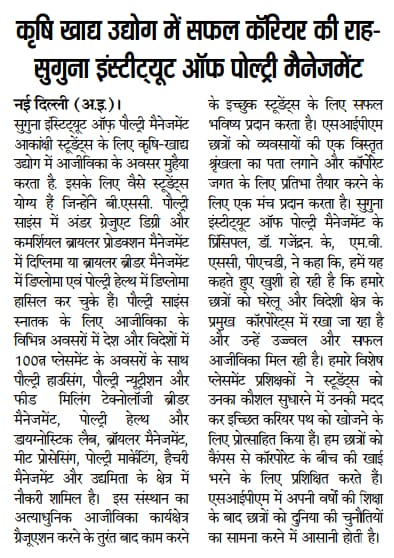 कृषि खाद्य उद्योग में सफल कॅरियर की राह-
सुगुना इंस्टीट्यूट ऑफ पोल्ट्री मैनेजमेंट
नई दिल्ली (अ.इ.)।
सुगुना इंस्टिट्यूट ऑफ़ पौल्ट्री मैनेजमेंट
आकांक्षी स्टूडेंट्स के लिए कृषि-खाद्य
उद्योग में आजीविका के अवसर मुहैया
करता है. इसके लिए वैसे स्टूडेंट्स
योग्य हैं जिन्होंने बी.एससी. पौल्ट्री
साइंस में अंडर ग्रेजुएट डिग्री और
कमर्शियल ब्रायलर प्रोडक्शन मैनेजमेंट
में दिप्लिमा या ब्रायलर ब्रीडर मैनेजमेंट
में डिप्लोमा एवं पोल्ट्री हेल्थ में डिप्लोमा
हासिल कर चुके हैं। पौल्ट्री साइंस
स्नातक के लिए आजीविका के
विभिन्न अवसरों में देश और विदेशों में
100त्न प्लेसमेंट के अवसरों के साथ
पौल्ट्री हाउसिंग, पौल्ट्री न्यूट्रीशन और
फीड मिलिंग टेक्नोलॉजी ब्रीडर
मैनेजमेंट, पोल्ट्री हेल्थ और
डायग्नोस्टिक लैब, ब्रॉयलर मैनेजमेंट,
मीट प्रोसेसिंग, पोल्ट्री मार्केटिंग, हैचरी
मैनेजमेंट और उद्यमिता के क्षेत्र में
नौकरी शामिल है। इस संस्थान का
अत्याधुनिक आजीविका कार्यक्षेत्र
ग्रैजूएशन करने के तुरंत बाद काम करने
के इच्छुक स्टूडेंट्स के लिए सफल
भविष्य प्रदान करता है। एसआईपीएम
छात्रों को व्यवसायों की एक विस्तृत
श्रृंखला का पता लगाने और कॉर्पोरेट
जगत के लिए प्रतिभा तैयार करने के
लिए एक मंच प्रदान करता है। सुगुना
इंस्टीट्यूट ऑफ पोल्ट्री मैनेजमेंट के
प्रिंसिपल, डॉ. गजेंद्रन. के, एम.वी.
एससी, पीएचडी, ने कहा कि, हमें यह
कहते हुए खुशी हो रही है कि हमारे
छात्रों को घरेलू और विदेशी क्षेत्र के
प्रमुख कॉरपोरेट्स में रखा जा रहा है
और उन्हें उज्ज्वल और सफल
आजीविका मिल रही है। हमारे विशेष
प्लेसमेंट प्रशिक्षकों ने स्टूडेंट्स को
उनका कौशल सुधारने में उनकी मदद
कर इच्छित करियर पथ को खोजने के
लिए प्रोत्साहित किया हैं। हम छात्रों को
कैंपस से कॉरपोरेट के बीच की खाई
भरने के लिए प्रशिक्षित करते हैं।
एसआईपीएम में अपनी वर्षो की शिक्षा
के बाद छात्रों को दुनिया की चुनौतियों
का सामना करने में आसानी होती है।